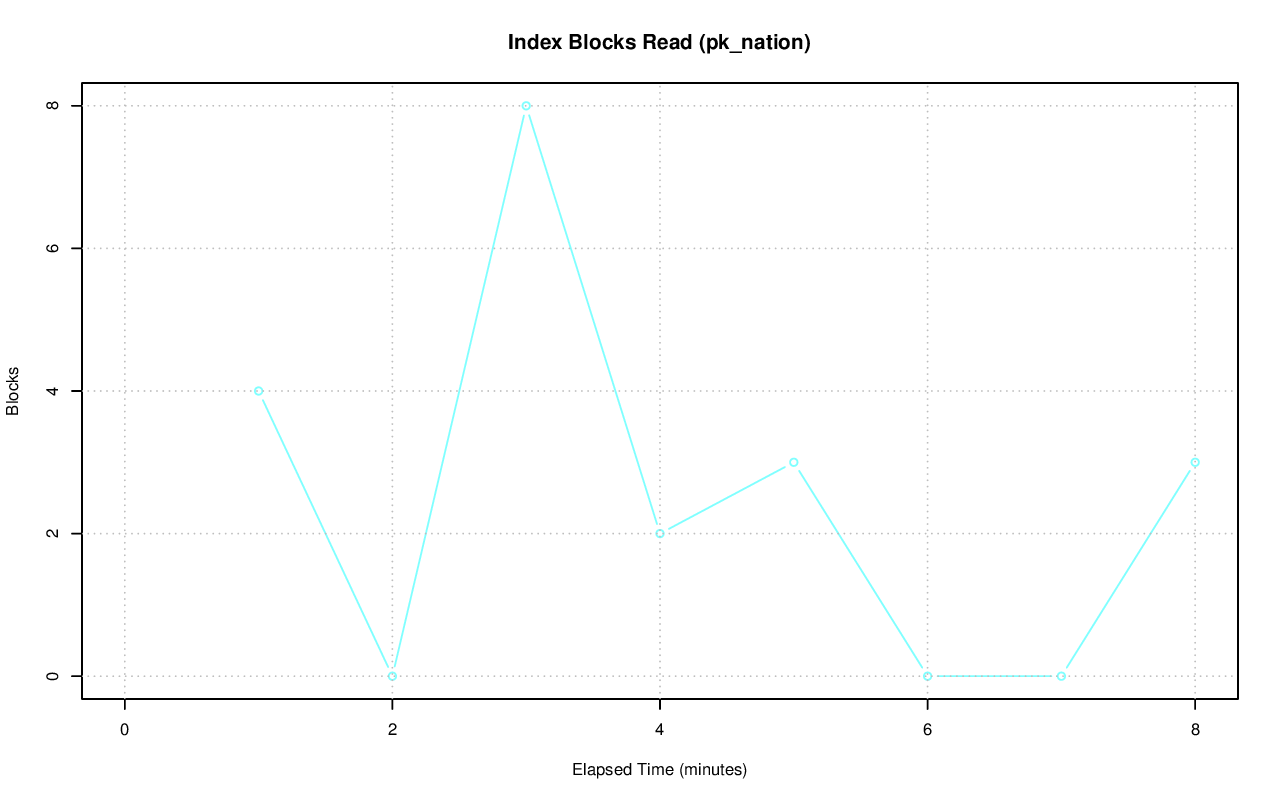 Index Blocks Read (pk_nation)
Blocks
8
6
4
2
0
0 2 4 6 8
Elapsed Time (minutes)